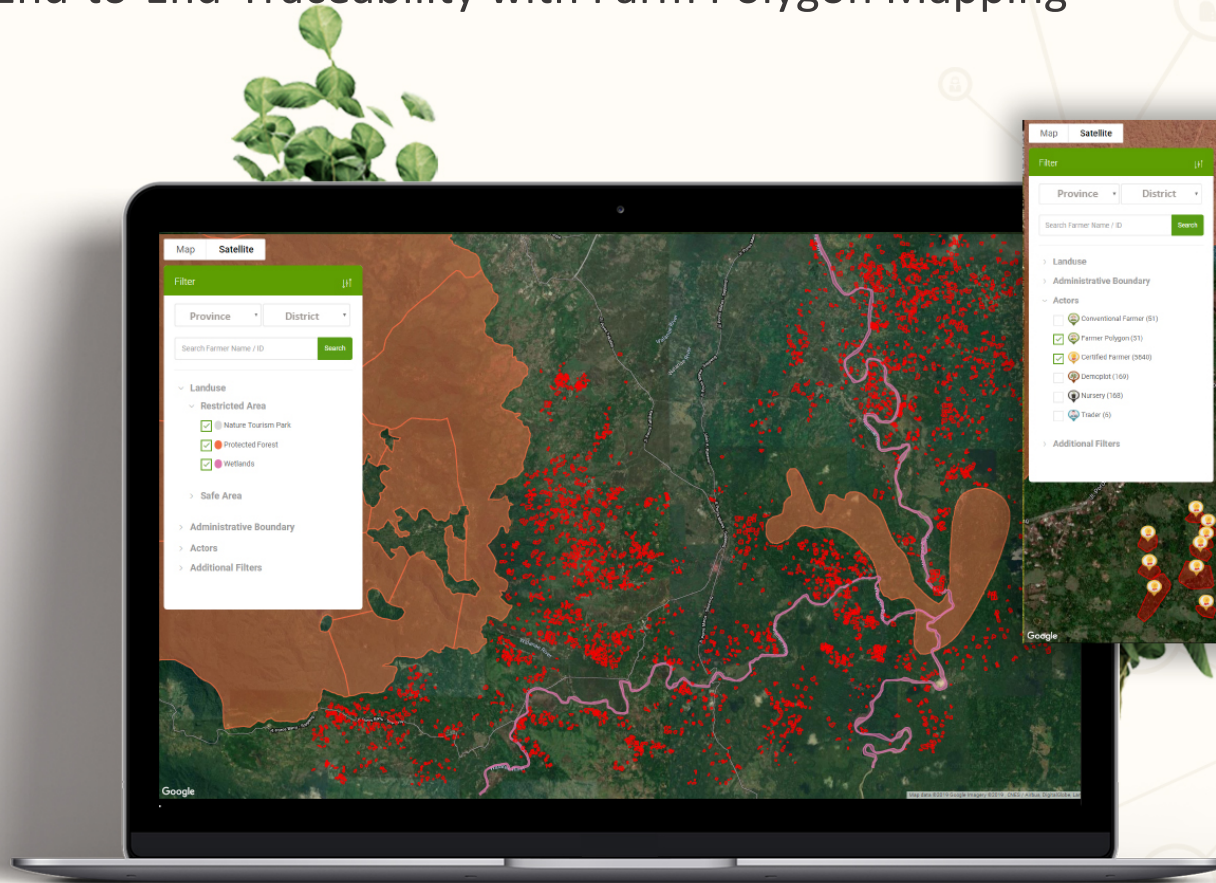 End-to-End Traceability with Farm Polygon Mapping
Map Satellite
Filter
Province District
Search Farmer Name / ID Search
Landuse
Restricted Area
Nature Tourism Park
Protected Forest
Wetlands
Safe Area
Administrative Boundary
Actors
Additional Filters
Google
Map Satellite
Filter
Province District
Search Farmer Name / ID Search
Landuse
Administrative Boundary
Actors
Conventional Farmer (51)
Farmer Polygon (51)
Certified Farmer (3640)
Demoplot (169)
Nursery (168)
Trader (6)
Additional Filters
Google